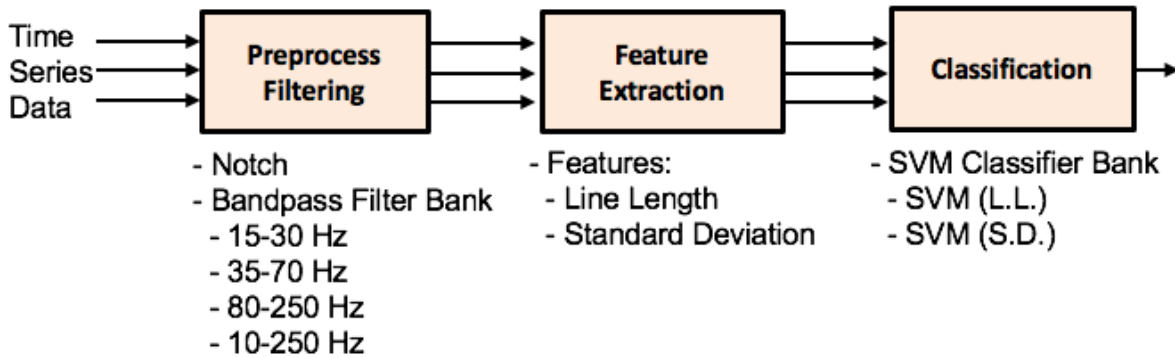 Time
Series
Data
Preprocess
Filtering
Feature
Extraction
Classification
- Notch
- Bandpass Filter Bank
- 15-30 Hz
- 35-70 Hz
- 80-250 Hz
- 10-250 Hz
- Features:
- Line Length
- Standard Deviation
- SVM Classifier Bank
- SVM (L.L.)
- SVM (S.D.)